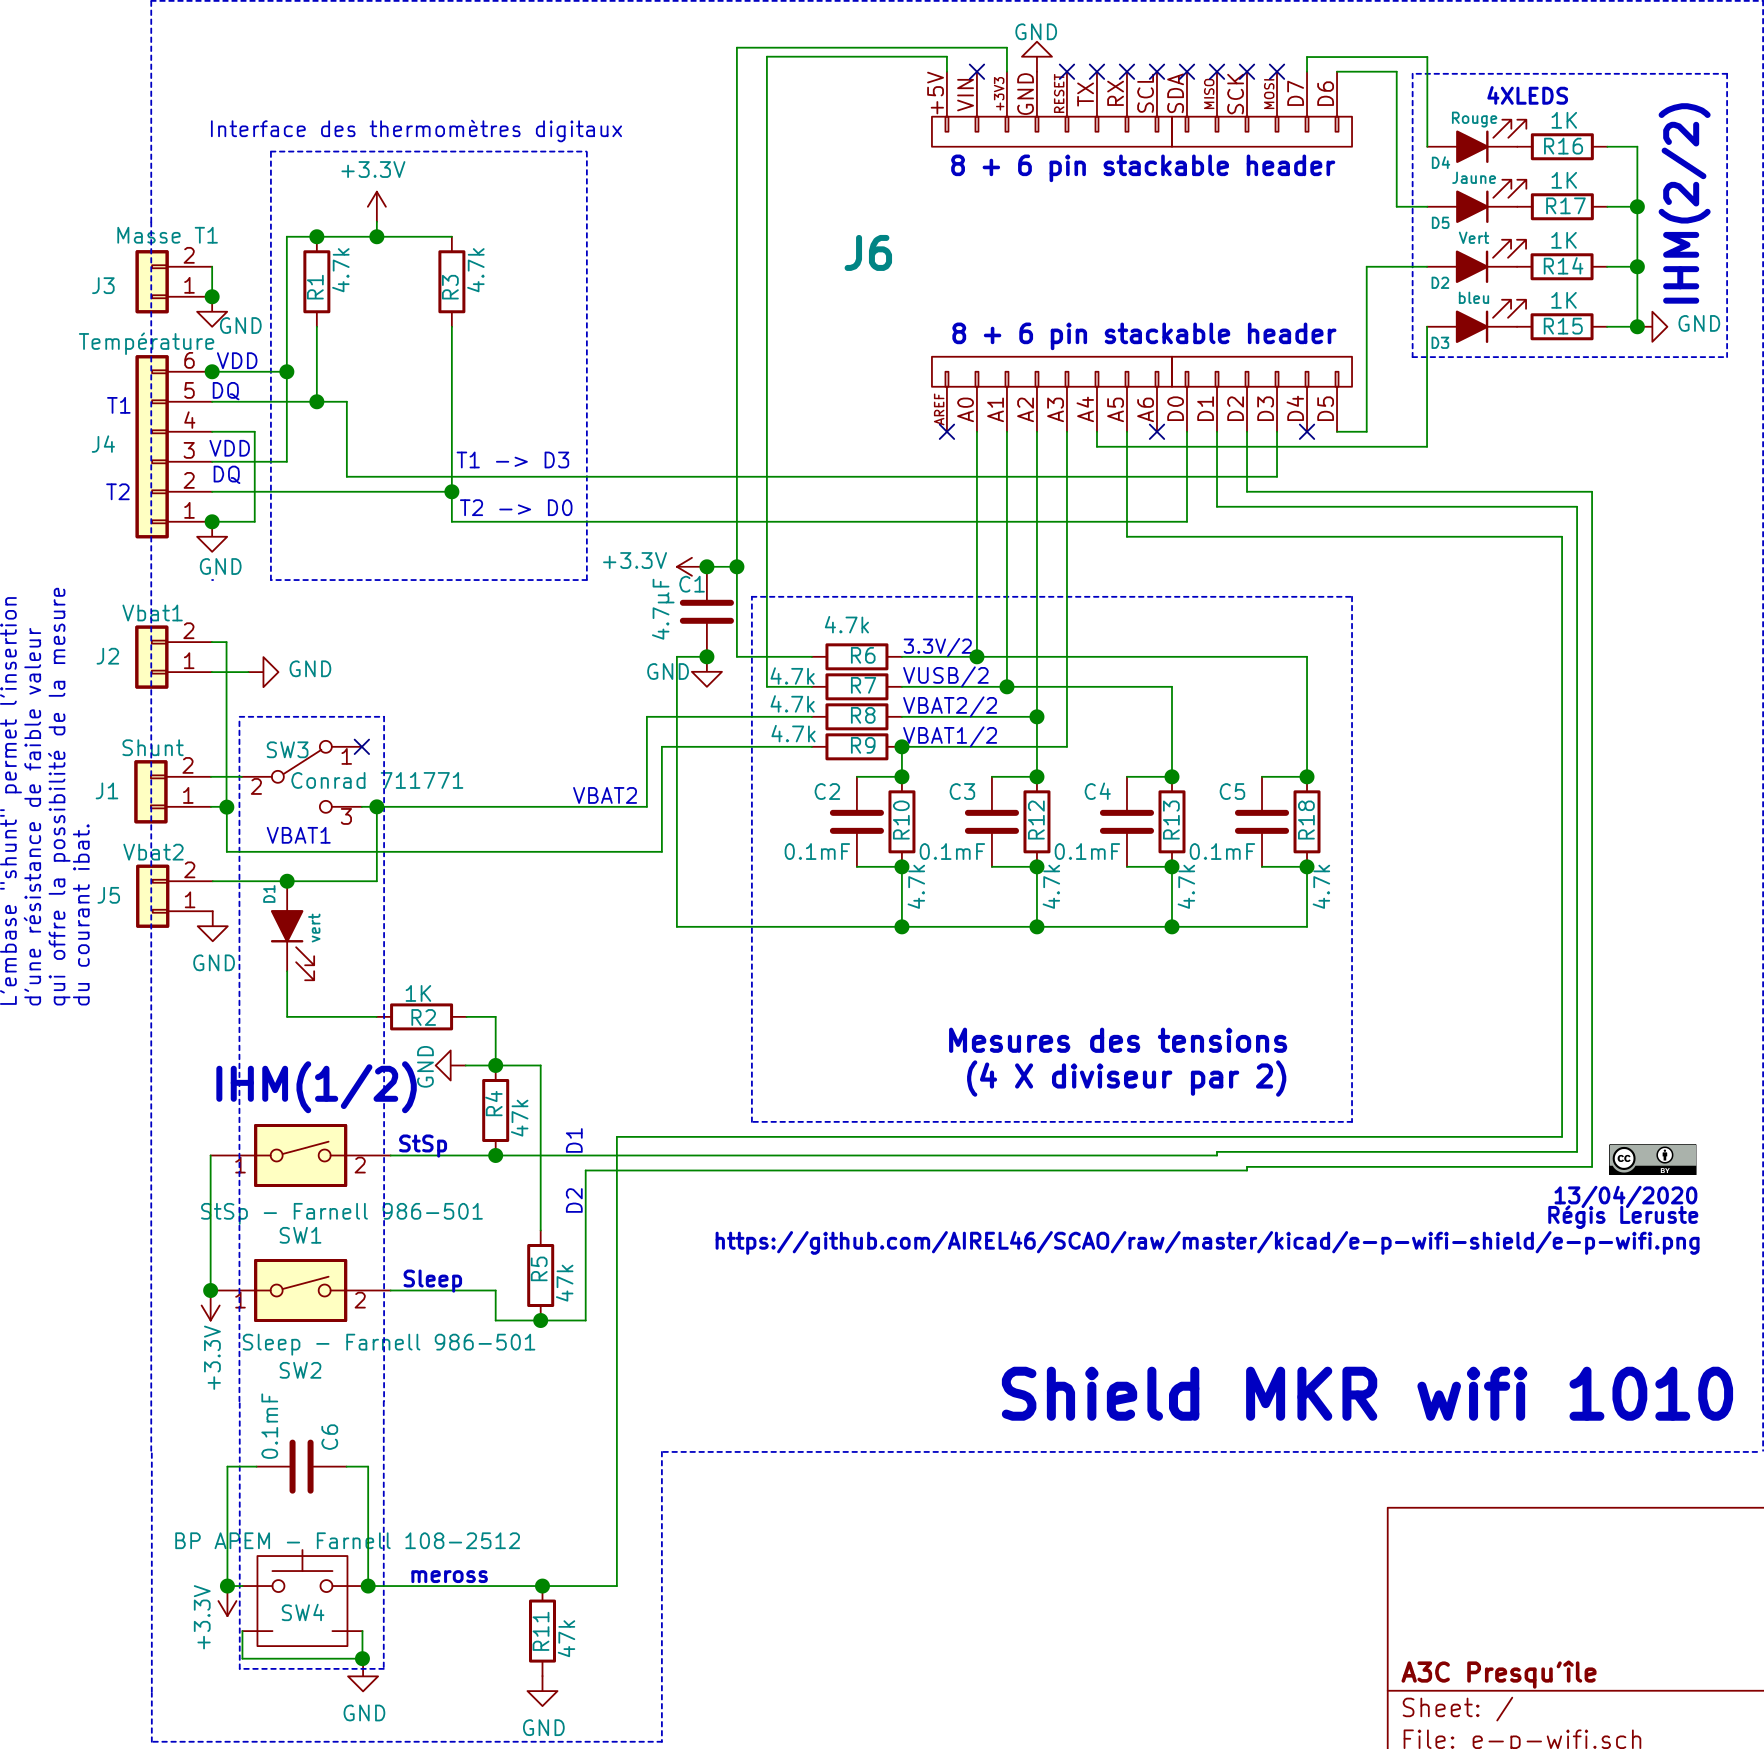 GND
+5V
VIN
+3V3
GND
RESET
TX
RX
SCL
SDA
MISO
SCK
MOSI
D7
D6
8 + 6 pin stackable header
4XLEDS
Rouge
1K
R16
D4
Jaune
1K
R17
D5
Vert
1K
R14
D2
bleu
1K
R15
D3
GND
IHM(2/2)
Interface des thermomètres digitaux
+3.3V
R1
4.7k
R3
4.7k
Masse T1
2
1
J3
GND
Température
6
VDD
5
DQ
T1
4
J4
3
VDD
2
DQ
T2
1
GND
T1 -> D3
T2 -> D0
J6
8 + 6 pin stackable header
AREF
A0
A1
A2
A3
A4
A5
A6
D0
D1
D2
D3
D4
D5
+3.3V
C1
4.7µF
GND
L'embase "shunt" permet l'insertion
d'une résistance de faible valeur
qui offre la possibilité de la mesure
du courant ibat.
Vbat1
2
1
J2
GND
Shunt
2
1
J1
SW3
1
2
Conrad 711771
3
VBAT1
VBAT2
Vbat2
2
1
J5
GND
D1
vert
4.7k
R6
3.3V/2
4.7k
R7
VUSB/2
4.7k
R8
VBAT2/2
4.7k
R9
VBAT1/2
C2
R10
0.1mF
4.7k
C3
R12
0.1mF
4.7k
C4
R13
0.1mF
4.7k
C5
R18
0.1mF
4.7k
Mesures des tensions
(4 X diviseur par 2)
1K
R2
GND
R4
47k
IHM(1/2)
StSp
1
2
StSp - Farnell 986-501
SW1
D1
D2
Sleep
1
2
R5
47k
+3.3V
Sleep - Farnell 986-501
SW2
0.1mF
C6
BP APEM - Farnell 108-2512
meross
+3.3V
SW4
R11
47k
GND
GND
cc
BY
13/04/2020
Régis Leruste
https://github.com/AIREL46/SCAO/raw/master/kicad/e-p-wifi-shield/e-p-wifi.png
Shield MKR wifi 1010
A3C Presqu'île
Sheet: /
File: e-p-wifi.sch